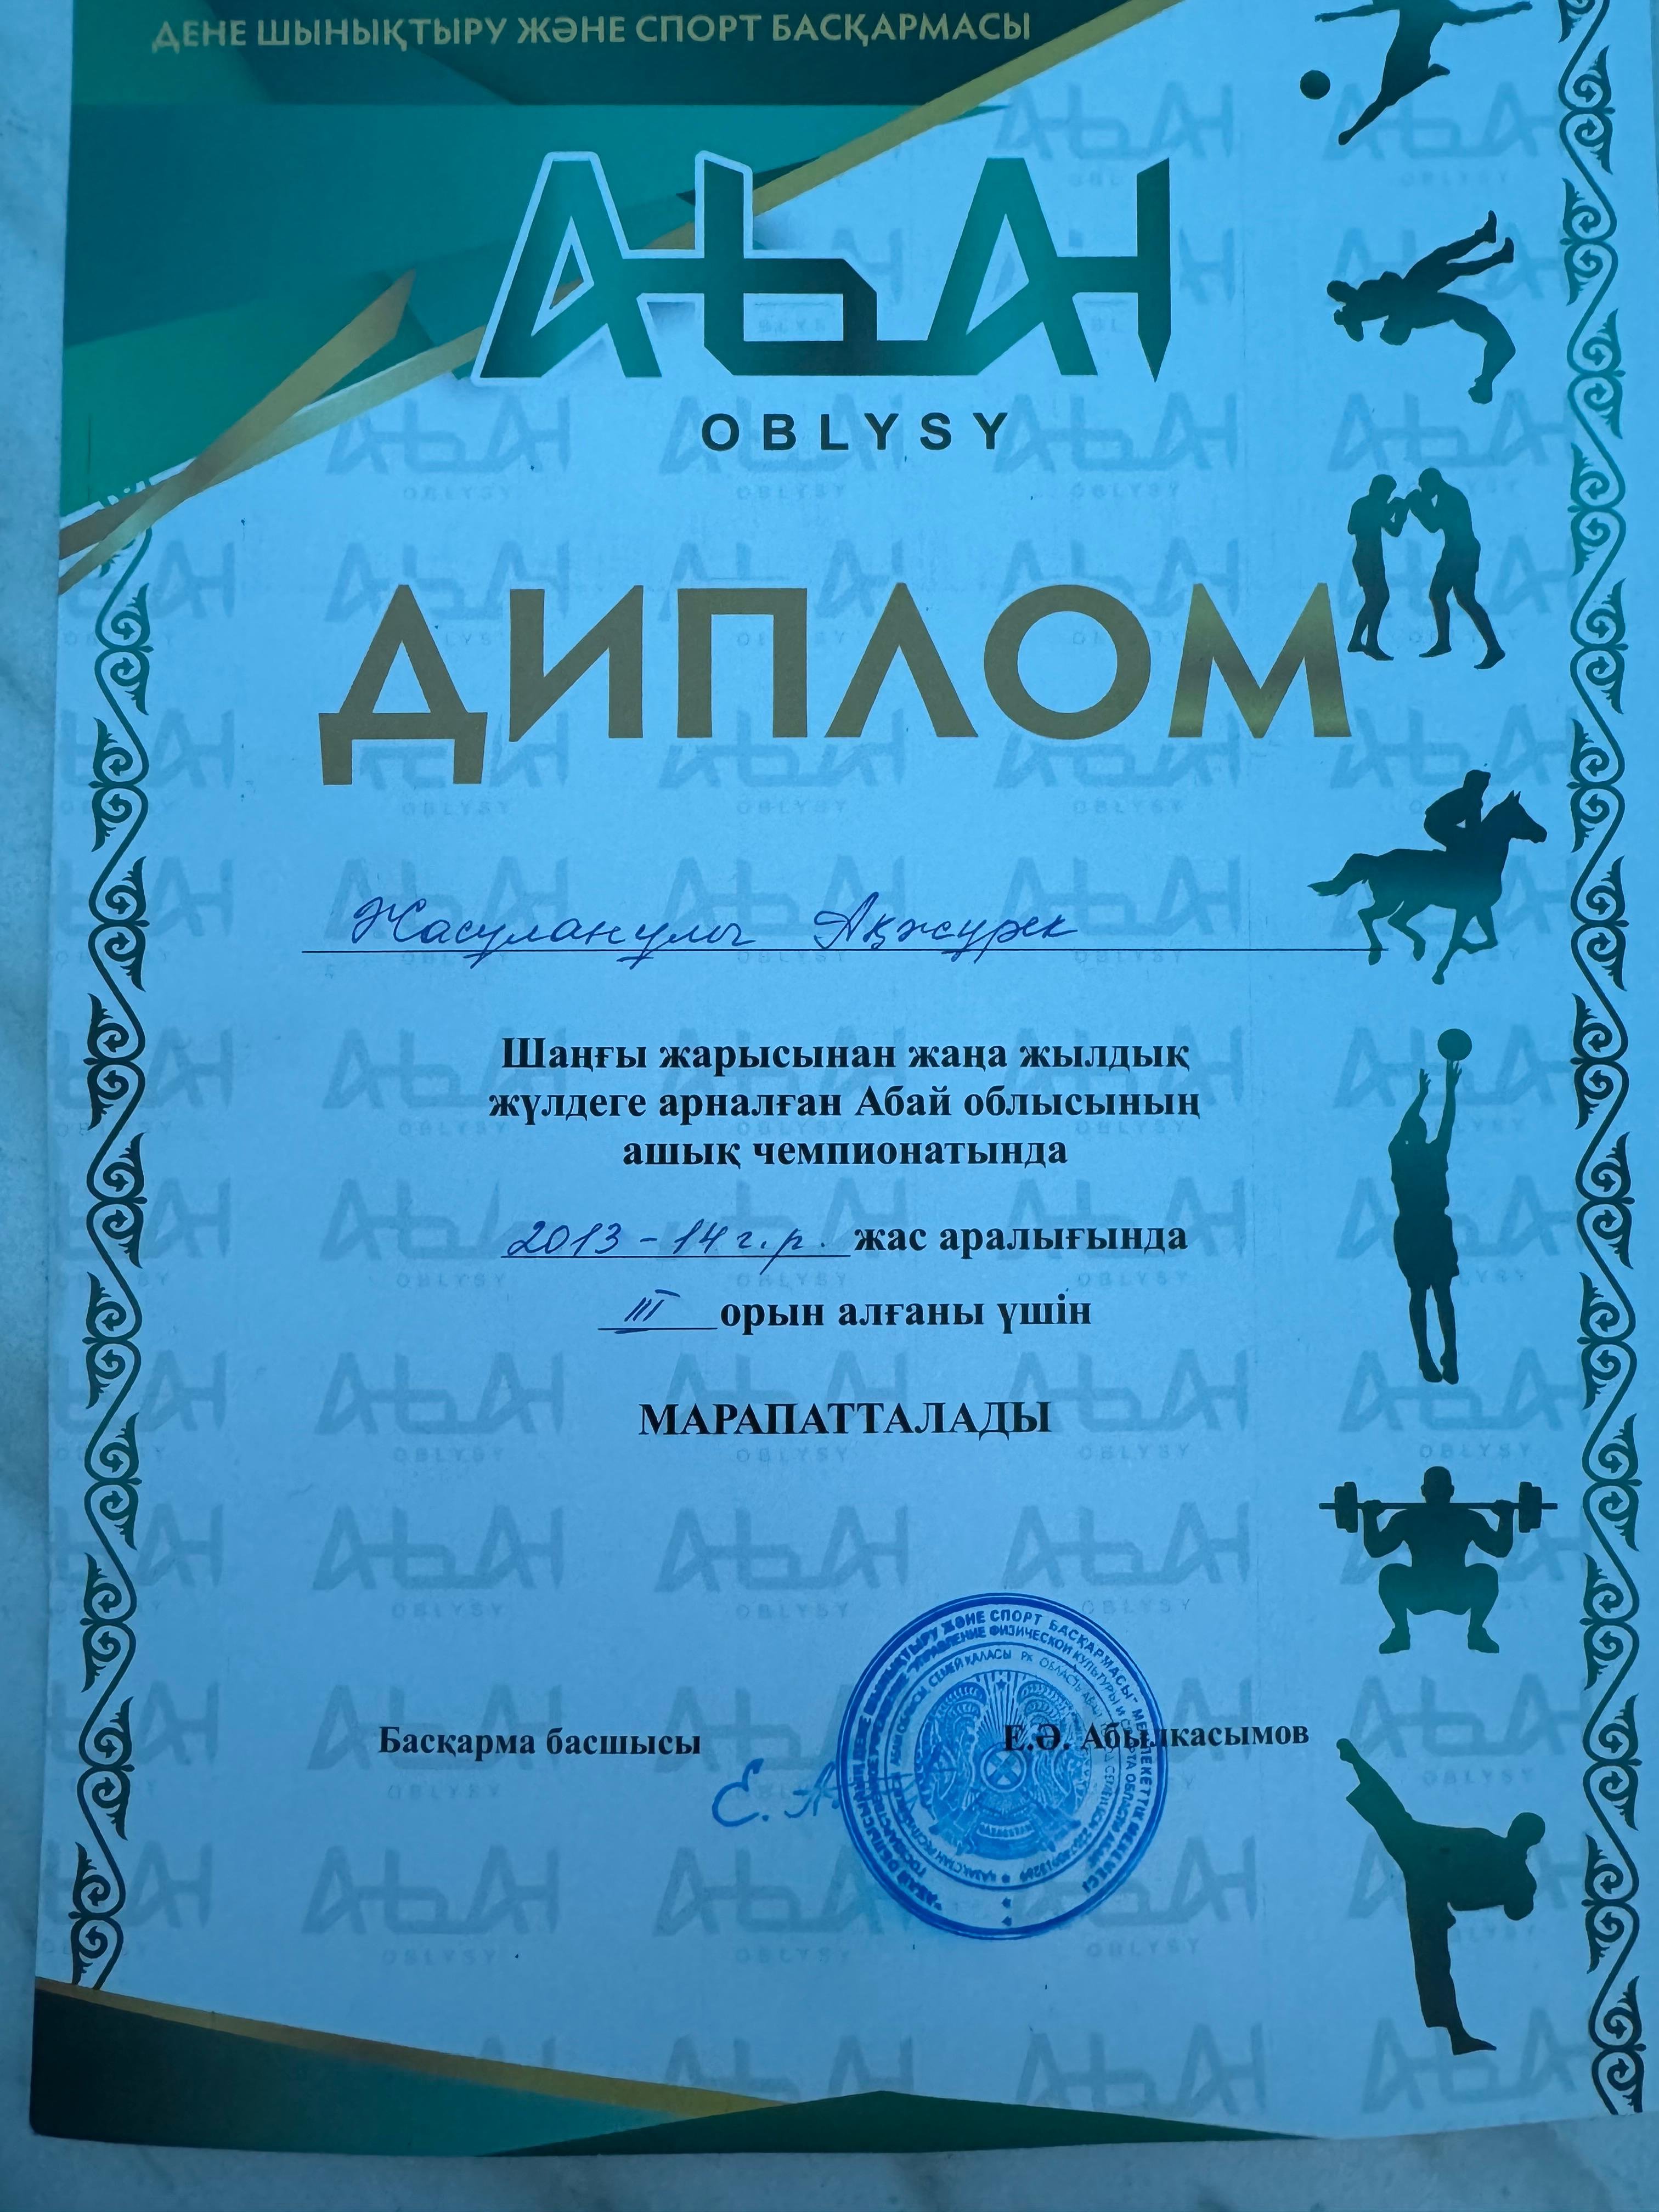 ДЕНЕ ШЫНЫҚТЫРУ ЖӘНЕ СПОРТ БАСҚАРМАСЫ
АБАЙ
OBLYSY
ДИПЛОМ
Жасуланулы Ақжүрек
Шаңғы жарысынан жаңа жылдық
жүлдеге арналған Абай облысының
ашық чемпионатында
2013-14 г.р. жас аралығында
III орын алғаны үшін
МАРАПАТТАЛАДЫ
Басқарма басшысы Е.Ә. Абылкасымов